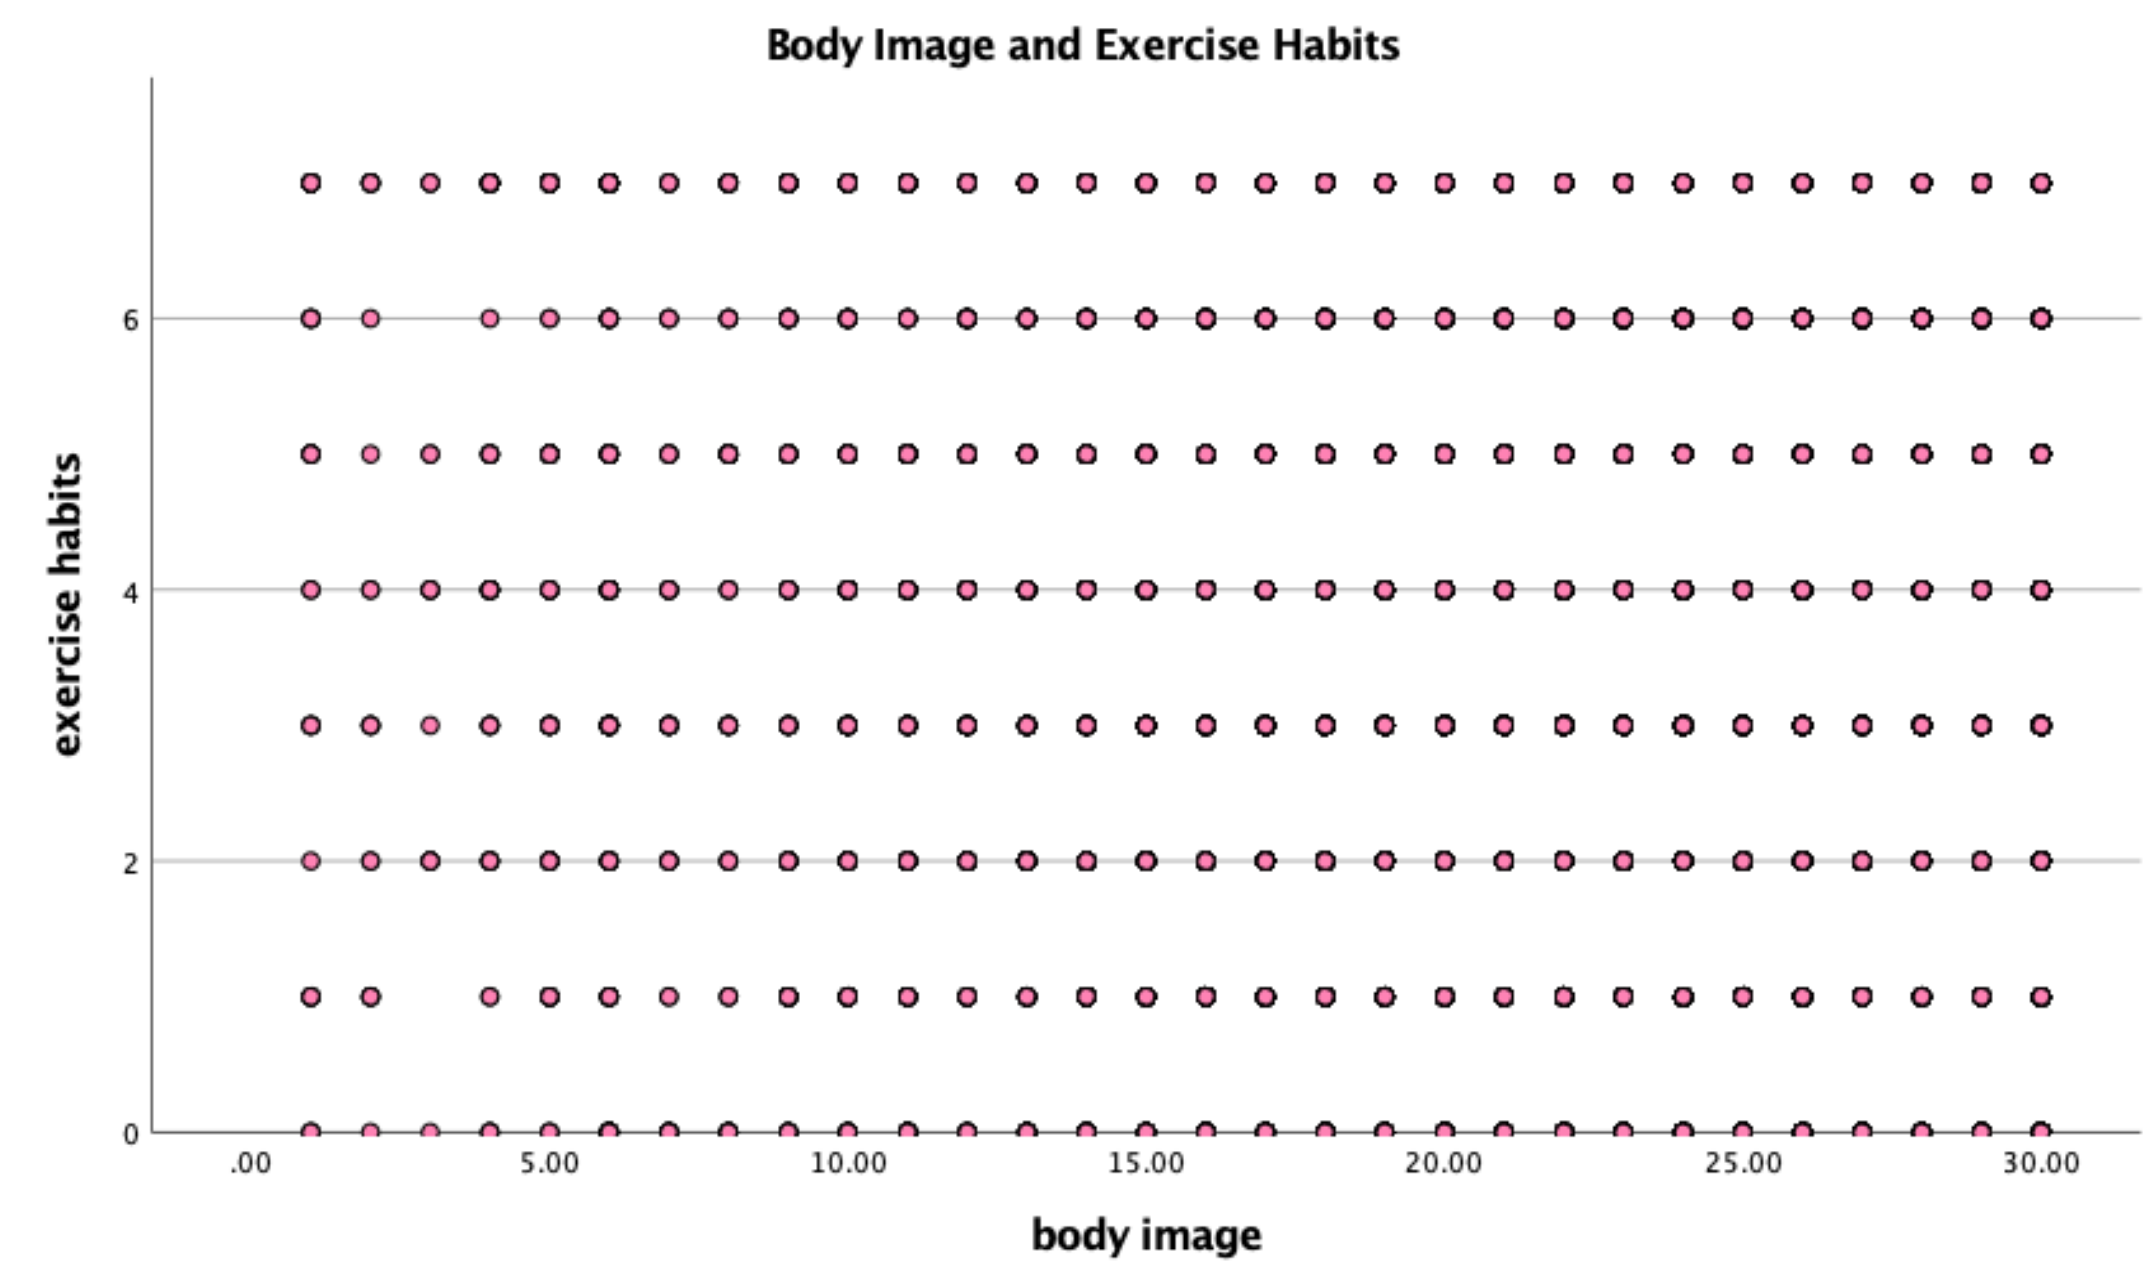 Body Image and Exercise Habits
exercise habits
6
4
2
0
.00 5.00 10.00 15.00 20.00 25.00 30.00
body image